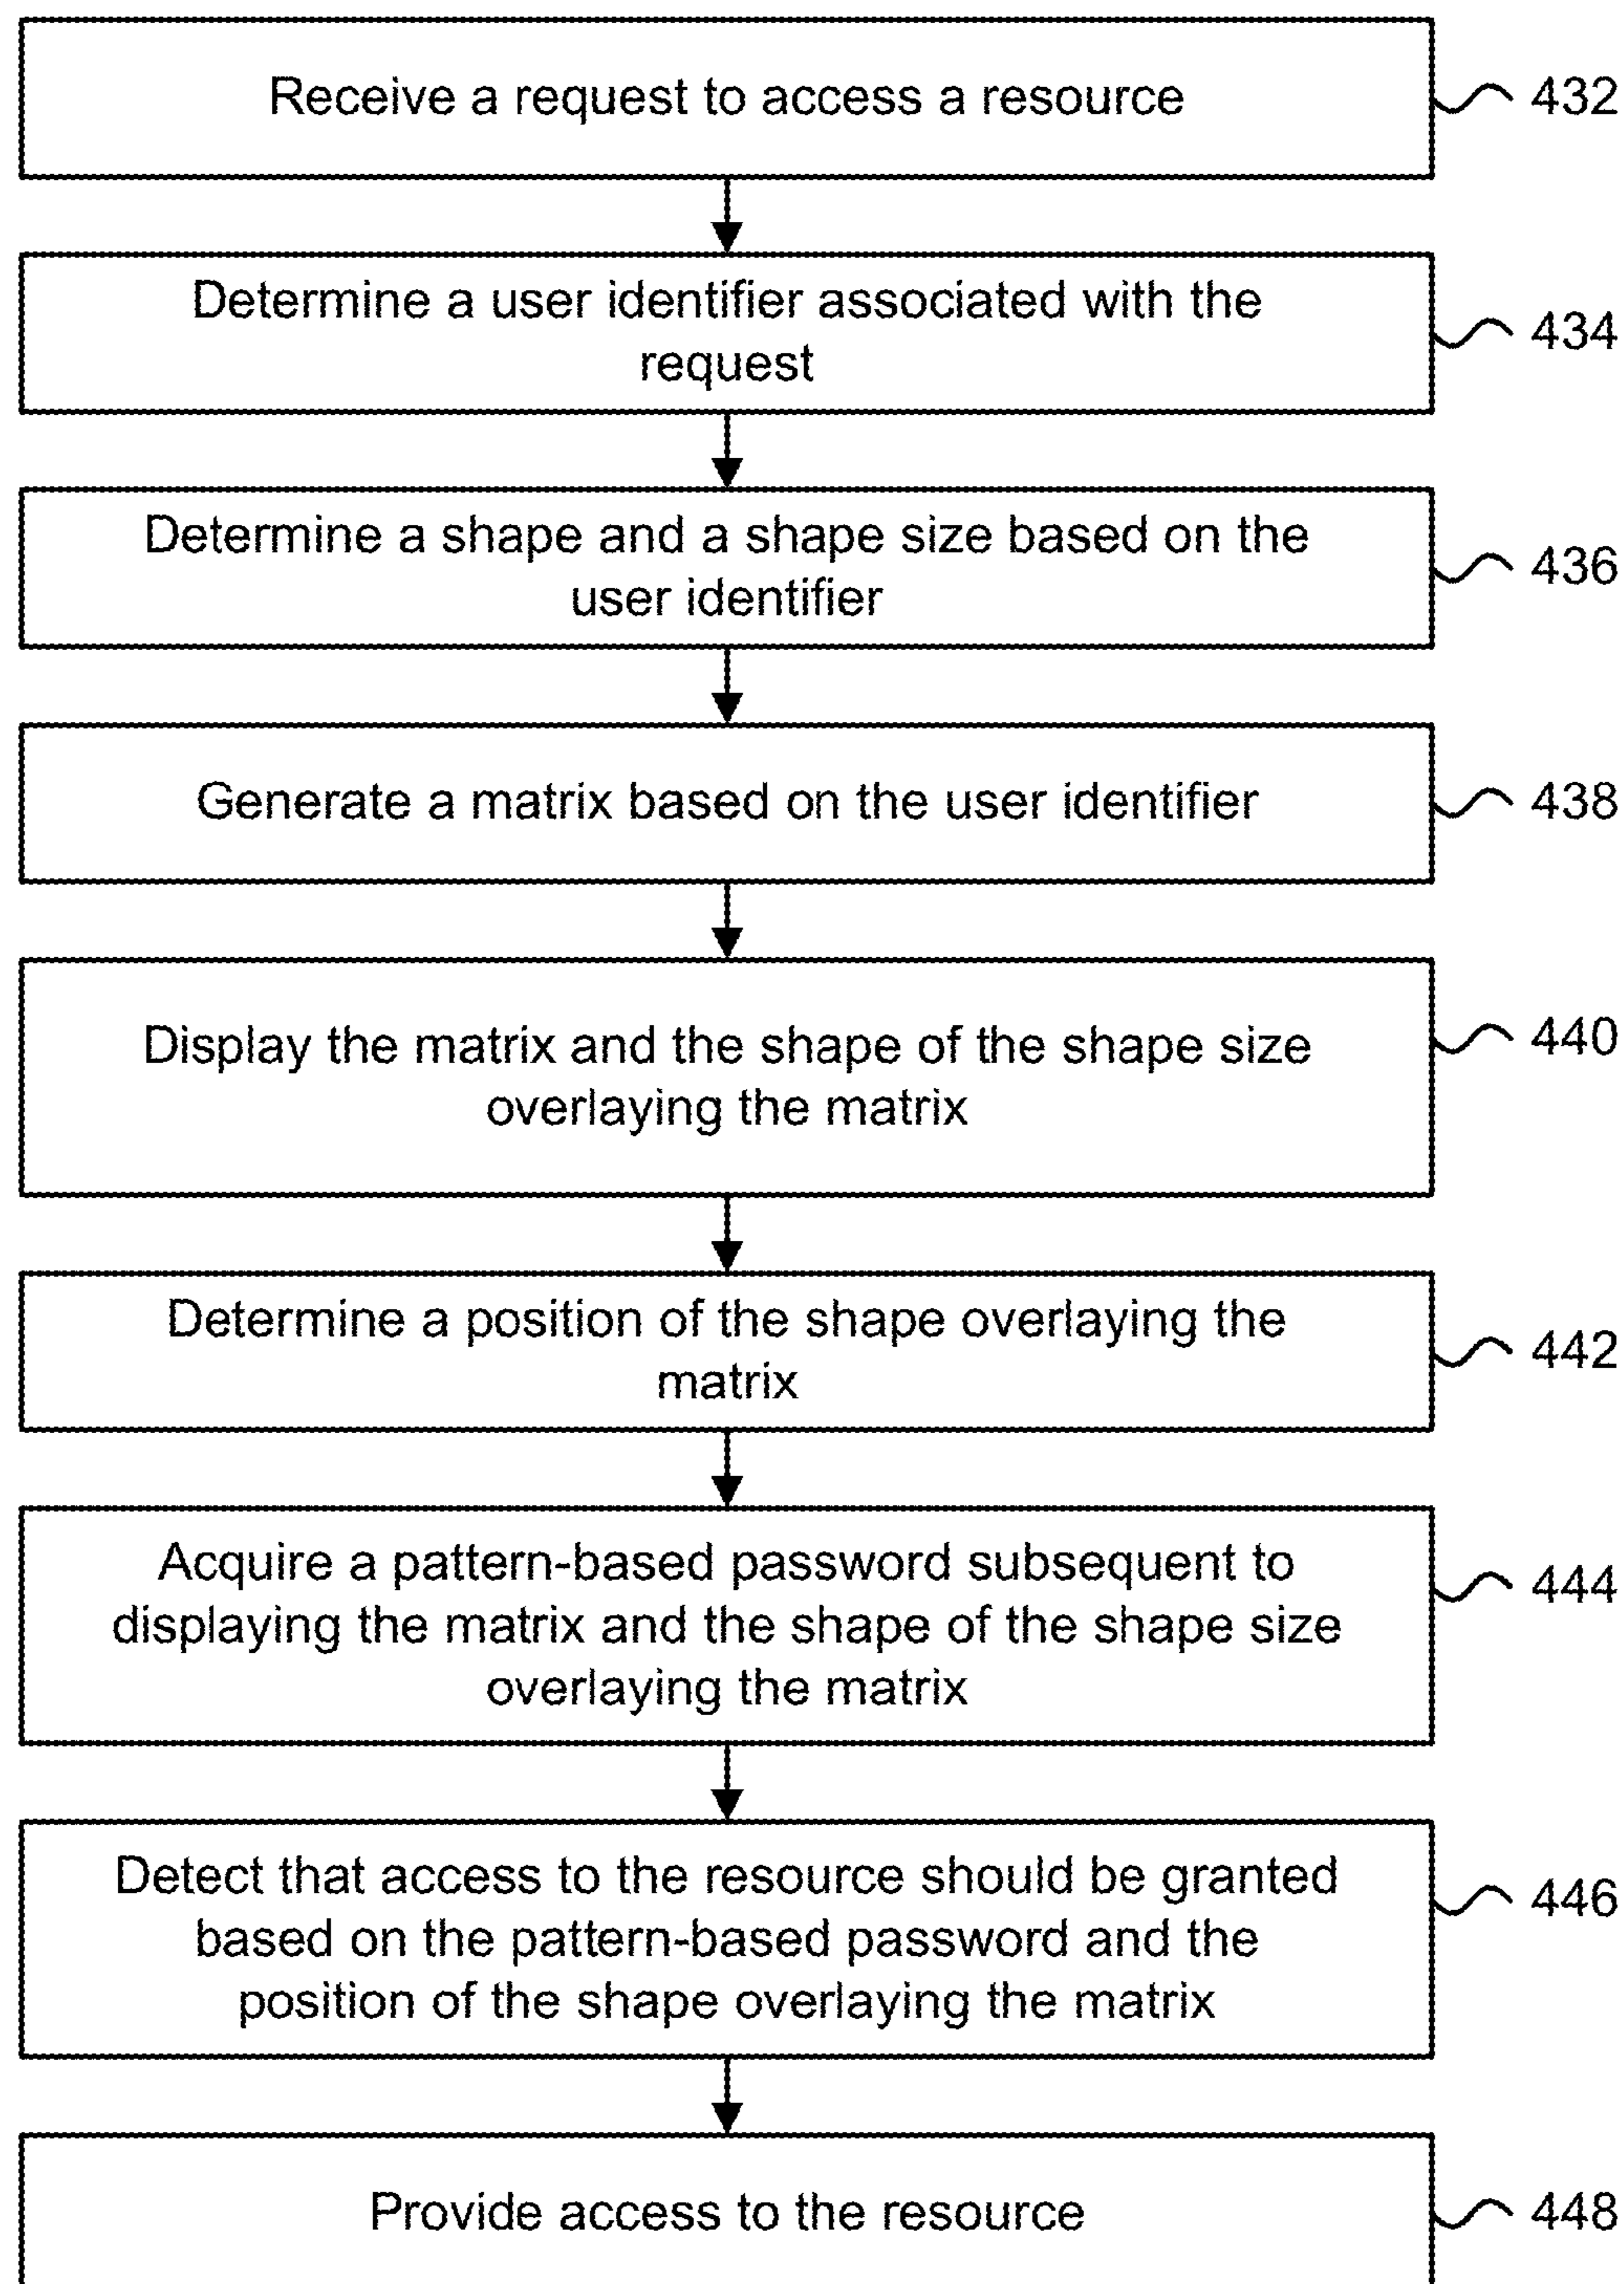 Receive a request to access a resource
432
Determine a user identifier associated with the
request
434
Determine a shape and a shape size based on the
user identifier
436
Generate a matrix based on the user identifier
438
Display the matrix and the shape of the shape size
overlaying the matrix
440
Determine a position of the shape overlaying the
matrix
442
Acquire a pattern-based password subsequent to
displaying the matrix and the shape of the shape size
overlaying the matrix
444
Detect that access to the resource should be granted
based on the pattern-based password and the
position of the shape overlaying the matrix
446
Provide access to the resource
448